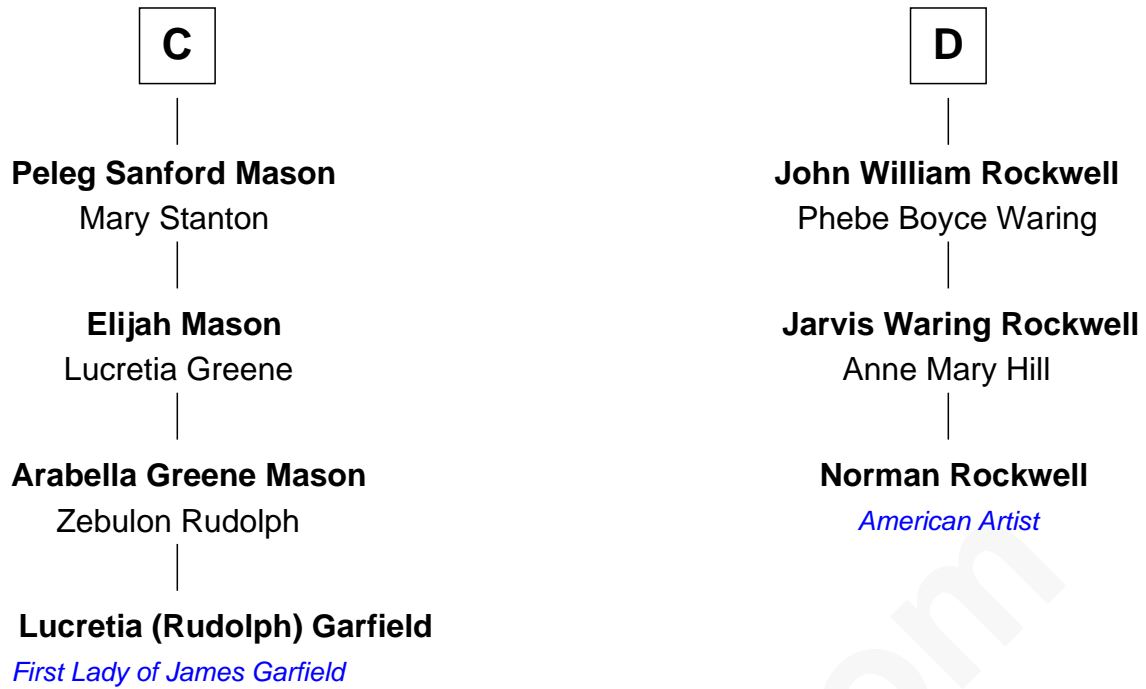 C
Peleg Sanford Mason
Mary Stanton
Elijah Mason
Lucretia Greene
Arabella Greene Mason
Zebulon Rudolph
Lucretia (Rudolph) Garfield
First Lady of James Garfield
D
John William Rockwell
Phebe Boyce Waring
Jarvis Waring Rockwell
Anne Mary Hill
Norman Rockwell
American Artist
om